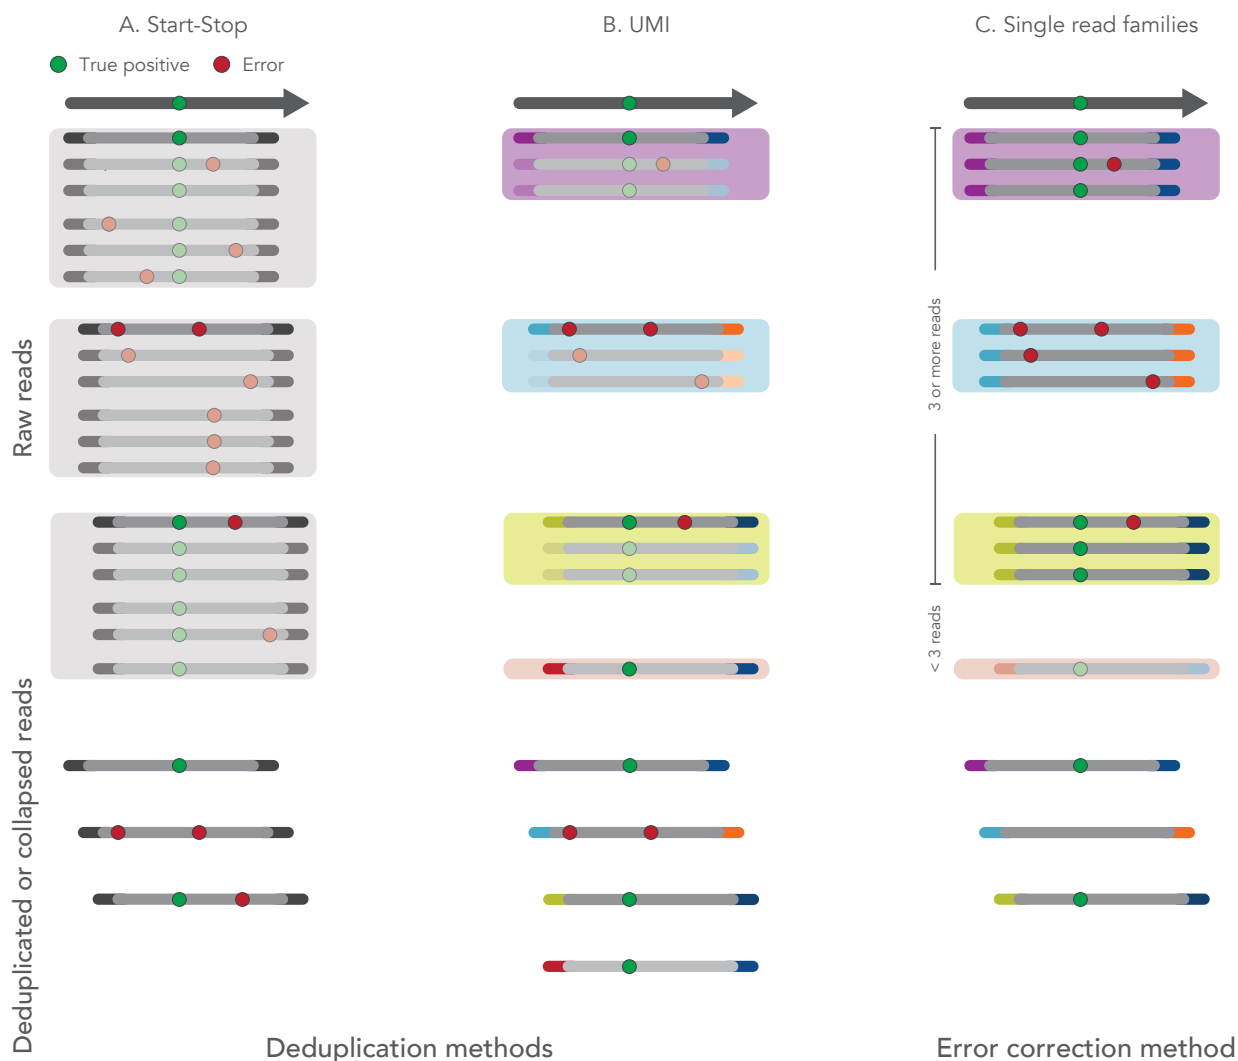 A. Start-Stop
B. UMI
C. Single read families
True positive
Error
Raw reads
3 or more reads
< 3 reads
Deduplicated or collapsed reads
Deduplication methods
Error correction method